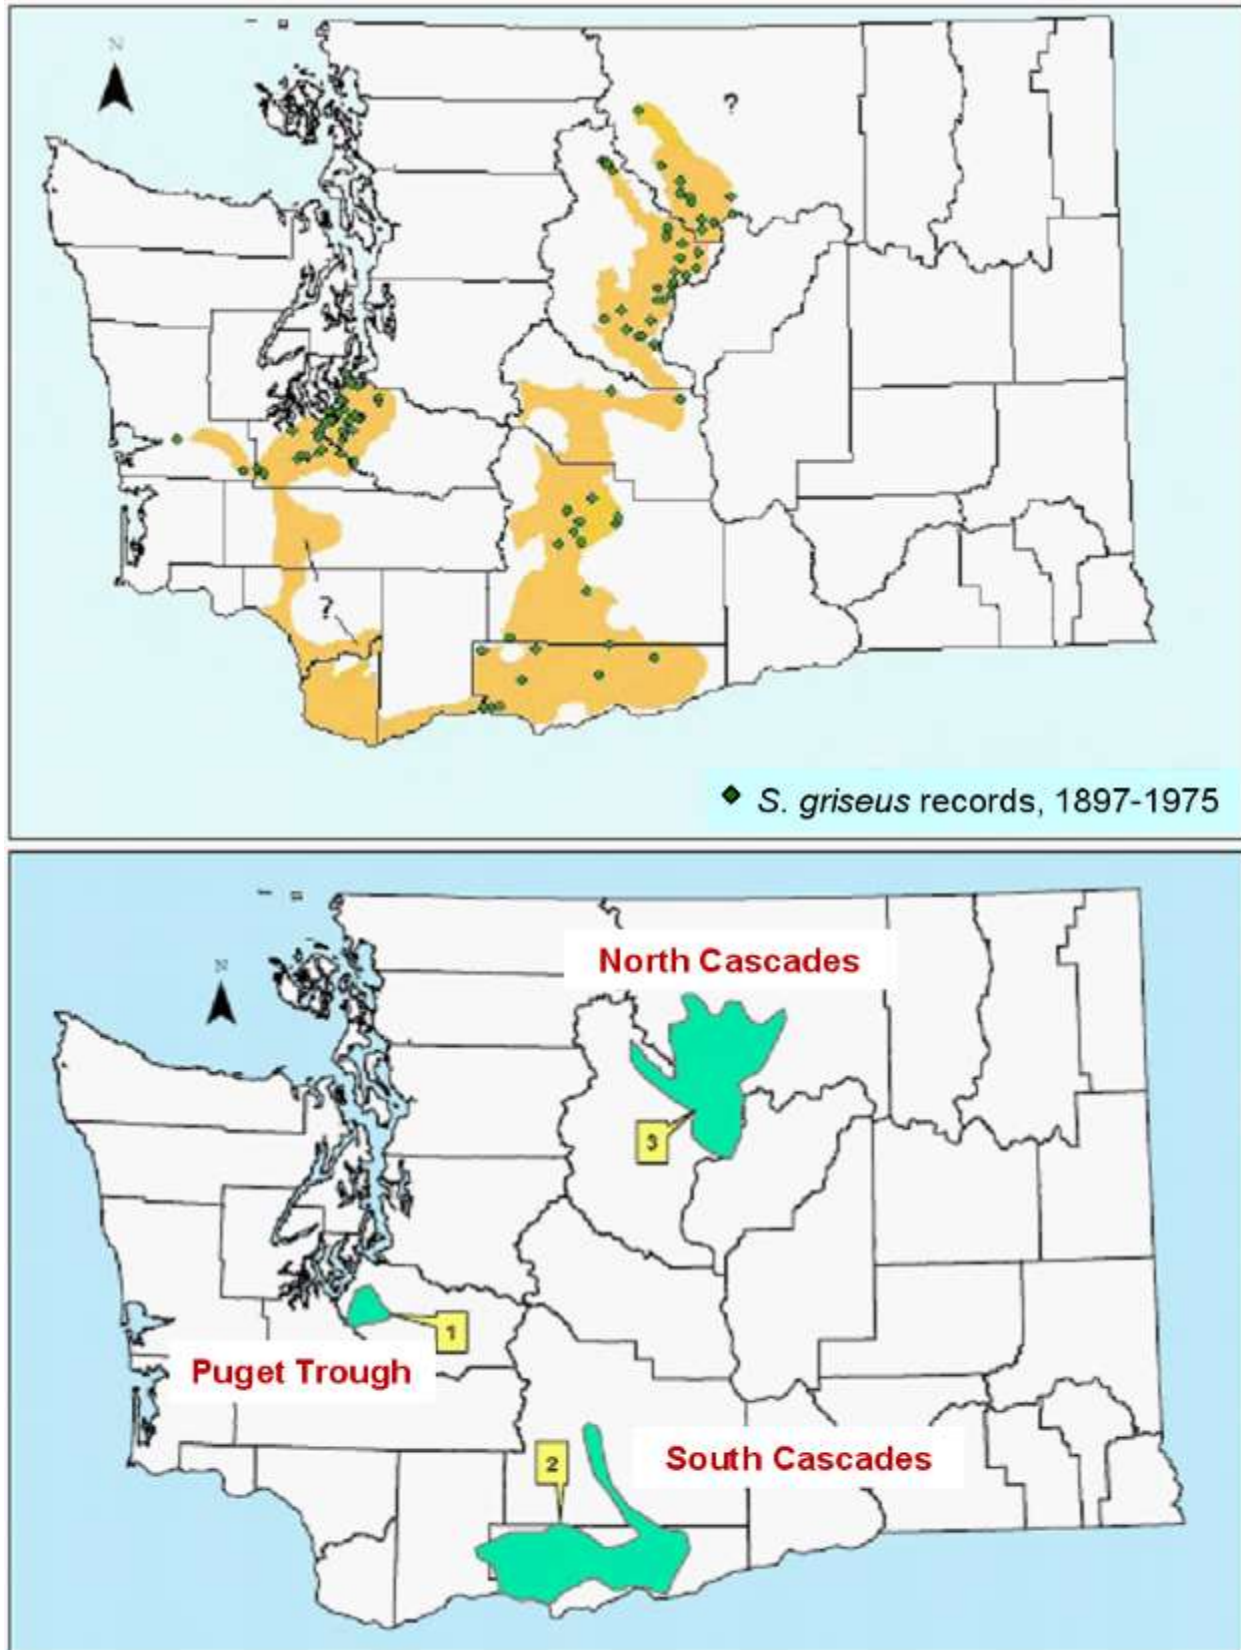 N
?
?
S. griseus records, 1897-1975
N
North Cascades
3
1
Puget Trough
2
South Cascades